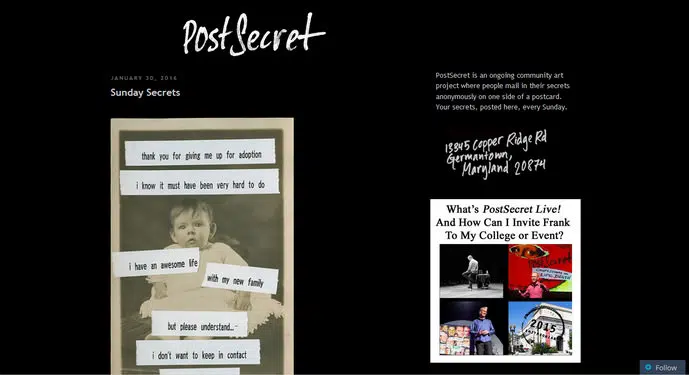 PostSecret
JANUARY 30, 2016
Sunday Secrets
thank you for giving me up for adoption
i know it must have been very hard to do
i have an awesome life
with my new family
but please understand...
i don't want to keep in contact
PostSecret is an ongoing community art
project where people mail in their secrets
anonymously on one side of a postcard.
Your secrets, posted here, every Sunday.
13345 Copper Ridge Rd
Germantown,
Maryland 20874
What's PostSecret Live!
And How Can I Invite Frank
To My College or Event?
PostSecret
2015
Follow